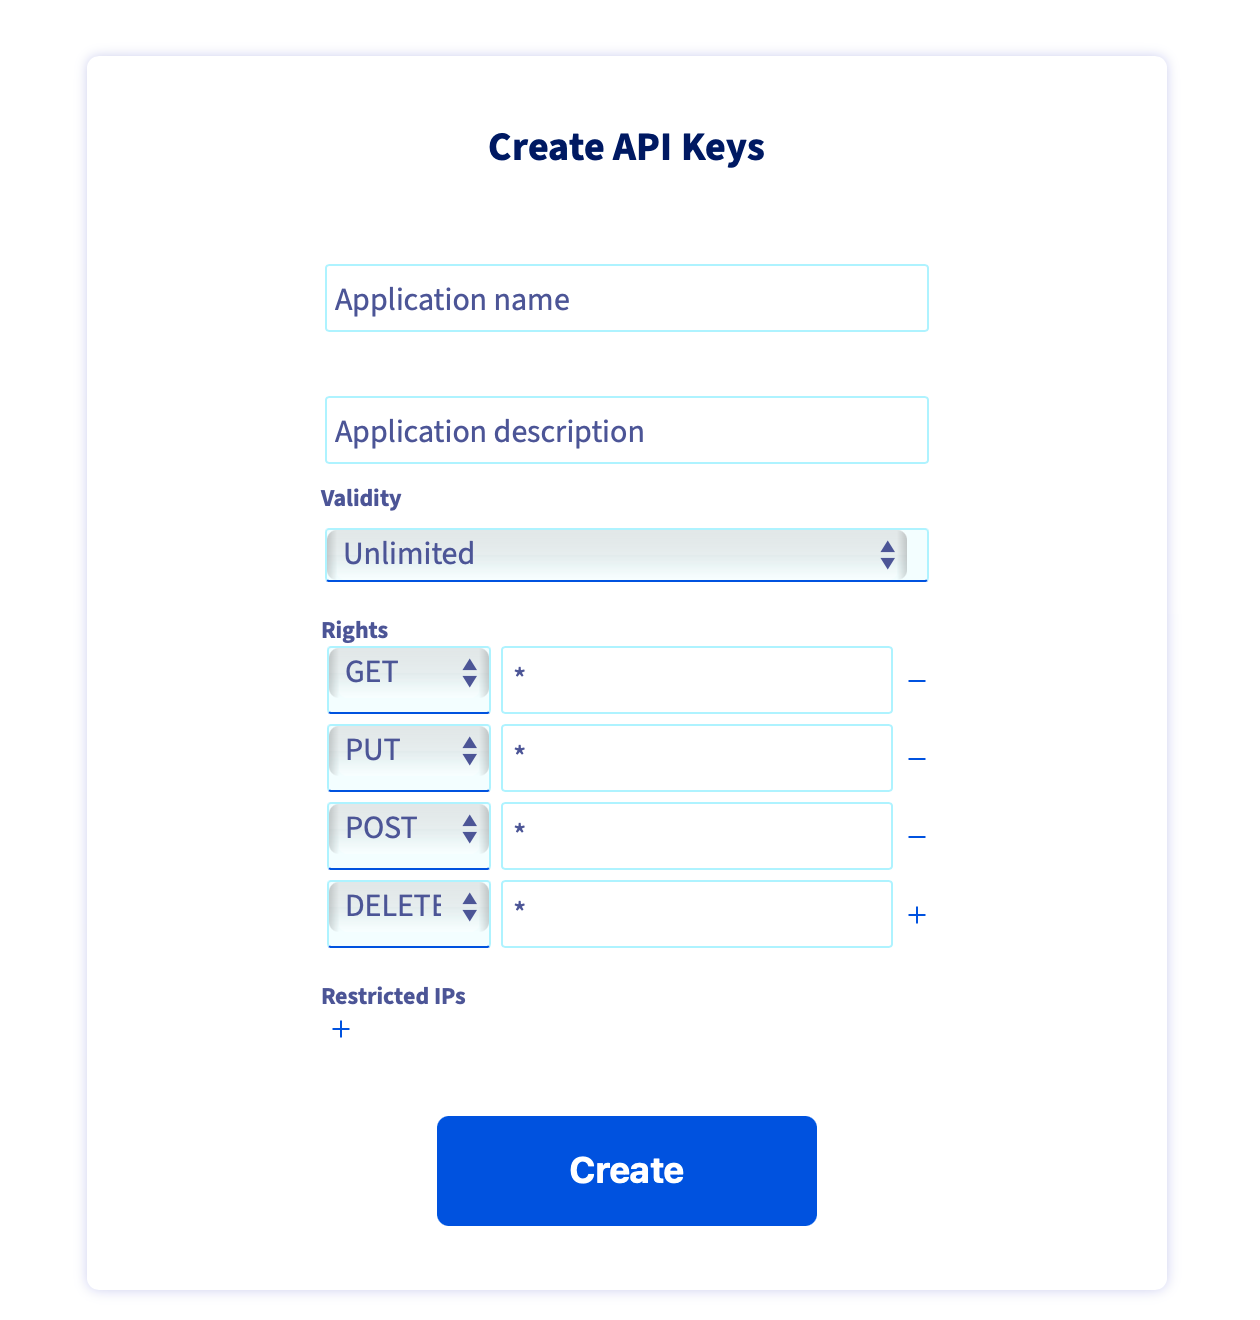 Create API Keys
Application name
Application description
Validity
Unlimited
Rights
GET *
PUT *
POST *
DELETE *
Restricted IPs
Create